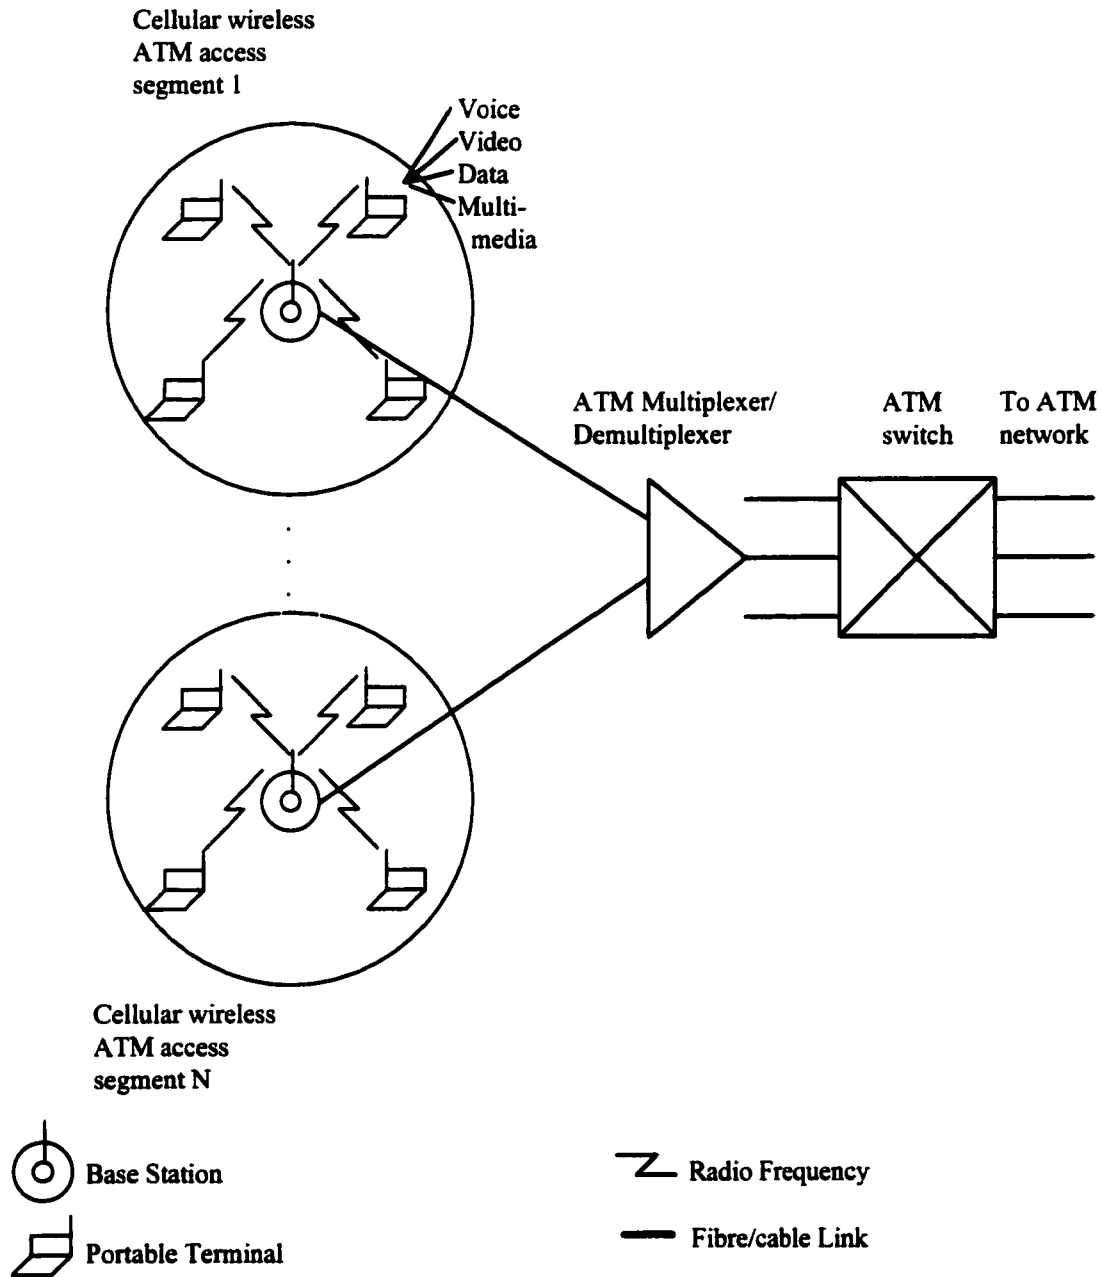 Cellular wireless
ATM access
segment 1
Voice
Video
Data
Multi-
media
ATM Multiplexer/
Demultiplexer
ATM
switch
To ATM
network
Cellular wireless
ATM access
segment N
Base Station
Radio Frequency
Portable Terminal
Fibre/cable Link